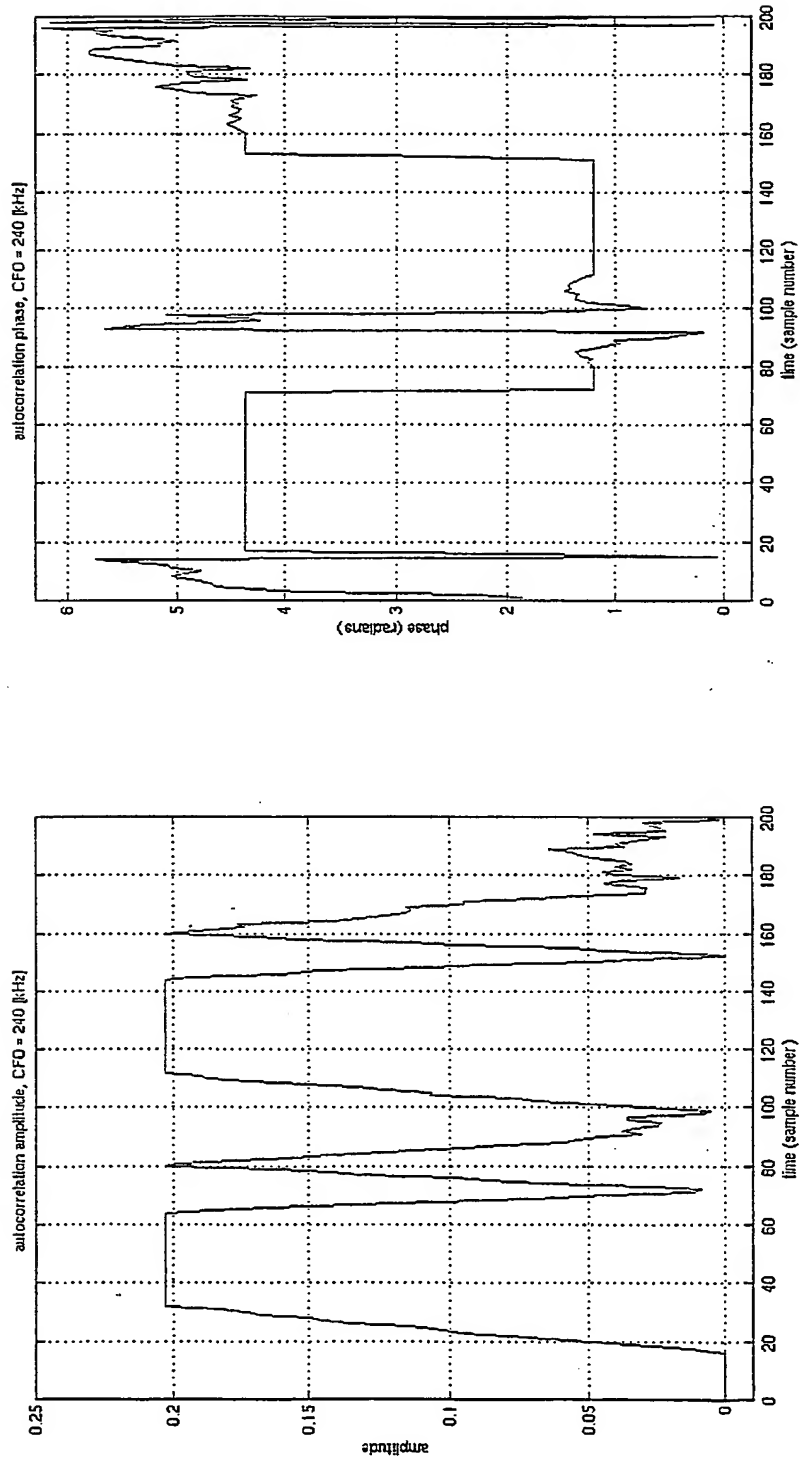 autocorrelation amplitude, CFO = 240 [kHz]
0.25
0.2
0.15
0.1
0.05
0
amplitude
0 20 40 60 80 100 120 140 160 180 200
time (sample number)
autocorrelation phase, CFO = 240 [kHz]
6
5
4
3
2
1
0
phase (radians)
0 20 40 60 80 100 120 140 160 180 200
time (sample number)